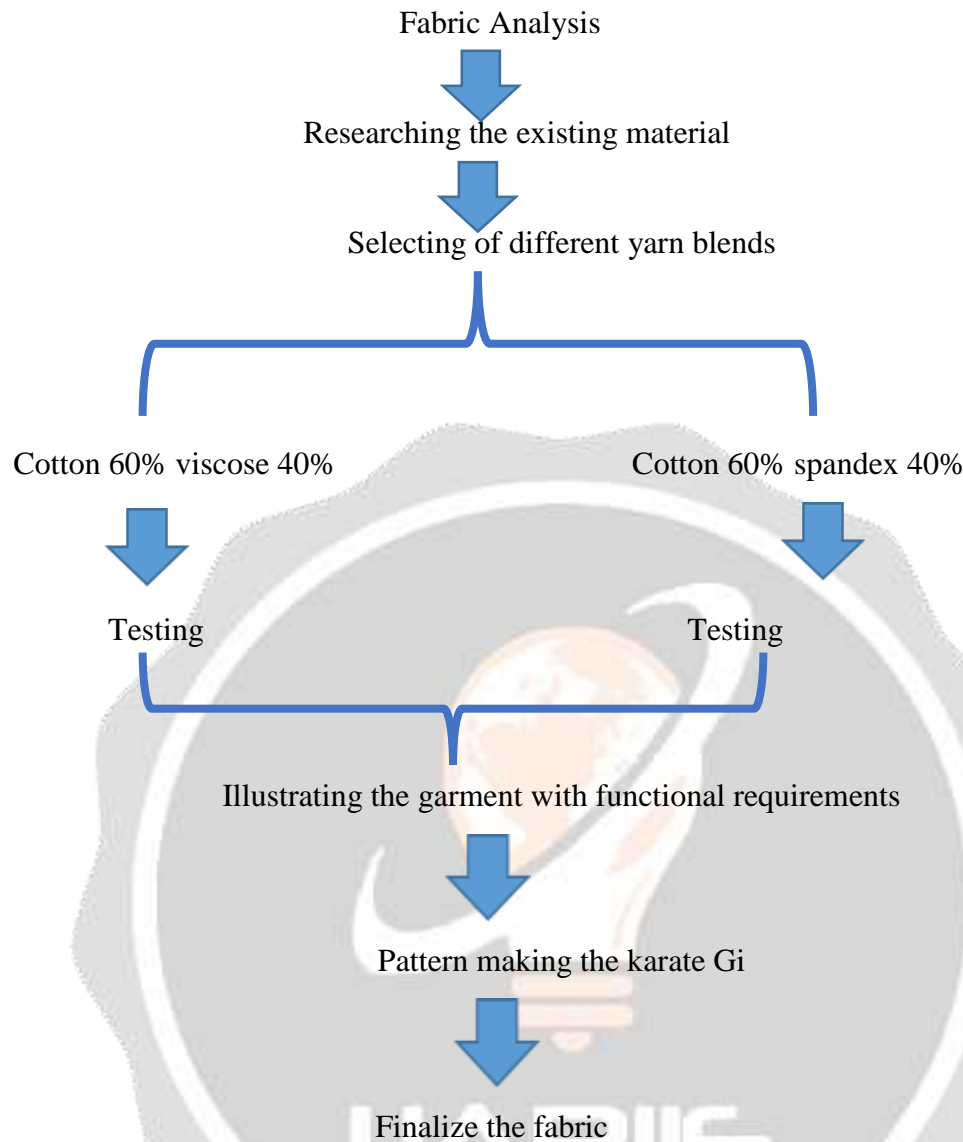 Fabric Analysis
Researching the existing material
Selecting of different yarn blends
Cotton 60% viscose 40%
Cotton 60% spandex 40%
Testing
Testing
Illustrating the garment with functional requirements
Pattern making the karate Gi
Finalize the fabric